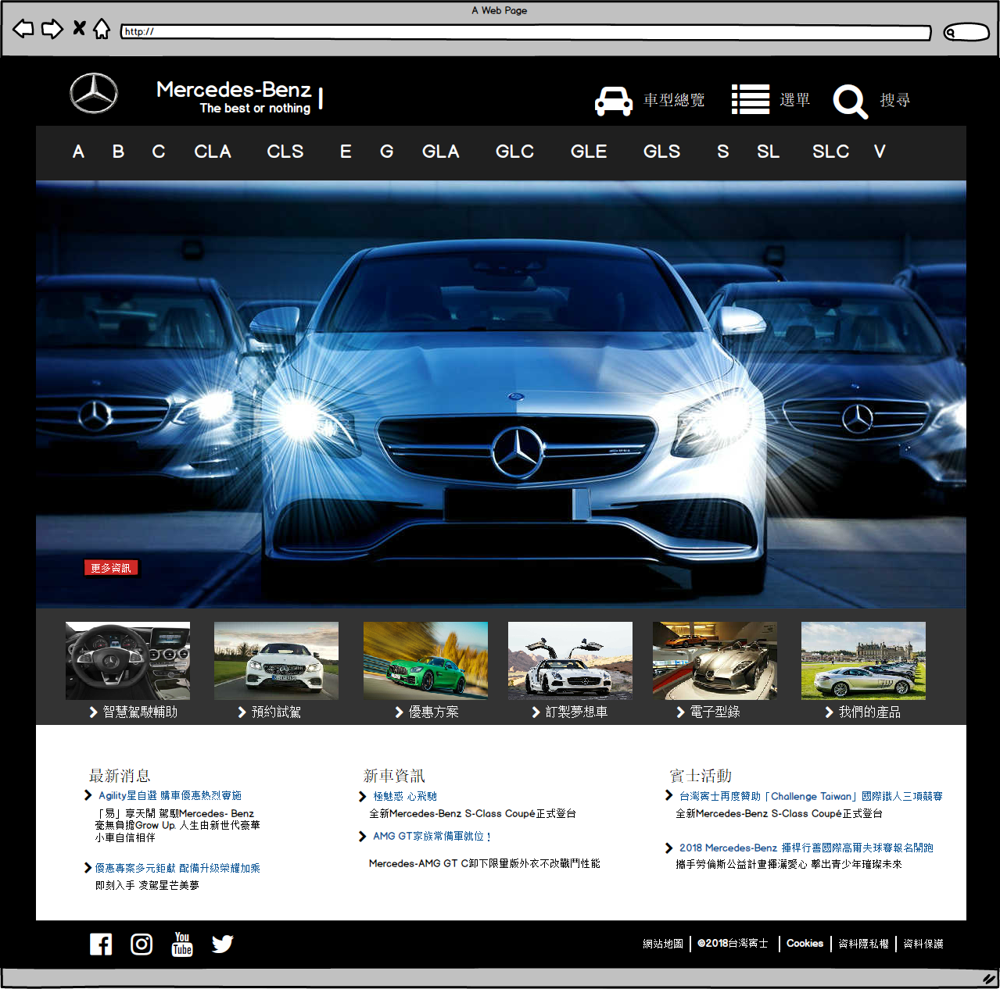 A Web Page
http://
Mercedes-Benz
The best or nothing
車型總覽
選單
搜尋
A B C CLA CLS E G GLA GLC GLE GLS S SL SLC V
更多資訊
智慧駕駛輔助
預約試駕
優惠方案
訂製夢想車
電子型錄
我們的產品
最新消息
Agility星自選 購車優惠熱烈實施
「易」享天開 駕馭Mercedes- Benz
毫無負擔Grow Up. 人生由新世代豪華
小車自信相伴
優惠專案多元鉅獻 配備升級榮耀加乘
即刻入手 凌駕星芒美夢
新車資訊
極魅惑 心飛馳
全新Mercedes-Benz S-Class Coupé正式登台
AMG GT家族常備軍就位！
Mercedes-AMG GT C卸下限量版外衣不改戰鬥性能
賓士活動
台灣賓士再度贊助「Challenge Taiwan」國際鐵人三項競賽
全新Mercedes-Benz S-Class Coupé正式登台
2018 Mercedes-Benz 揮桿行善國際高爾夫球賽報名開跑
攜手勞倫斯公益計畫揮灑愛心 擊出青少年璀璨未來
You
Tube
網站地圖
©2018台灣賓士
Cookies
資料隱私權
資料保護